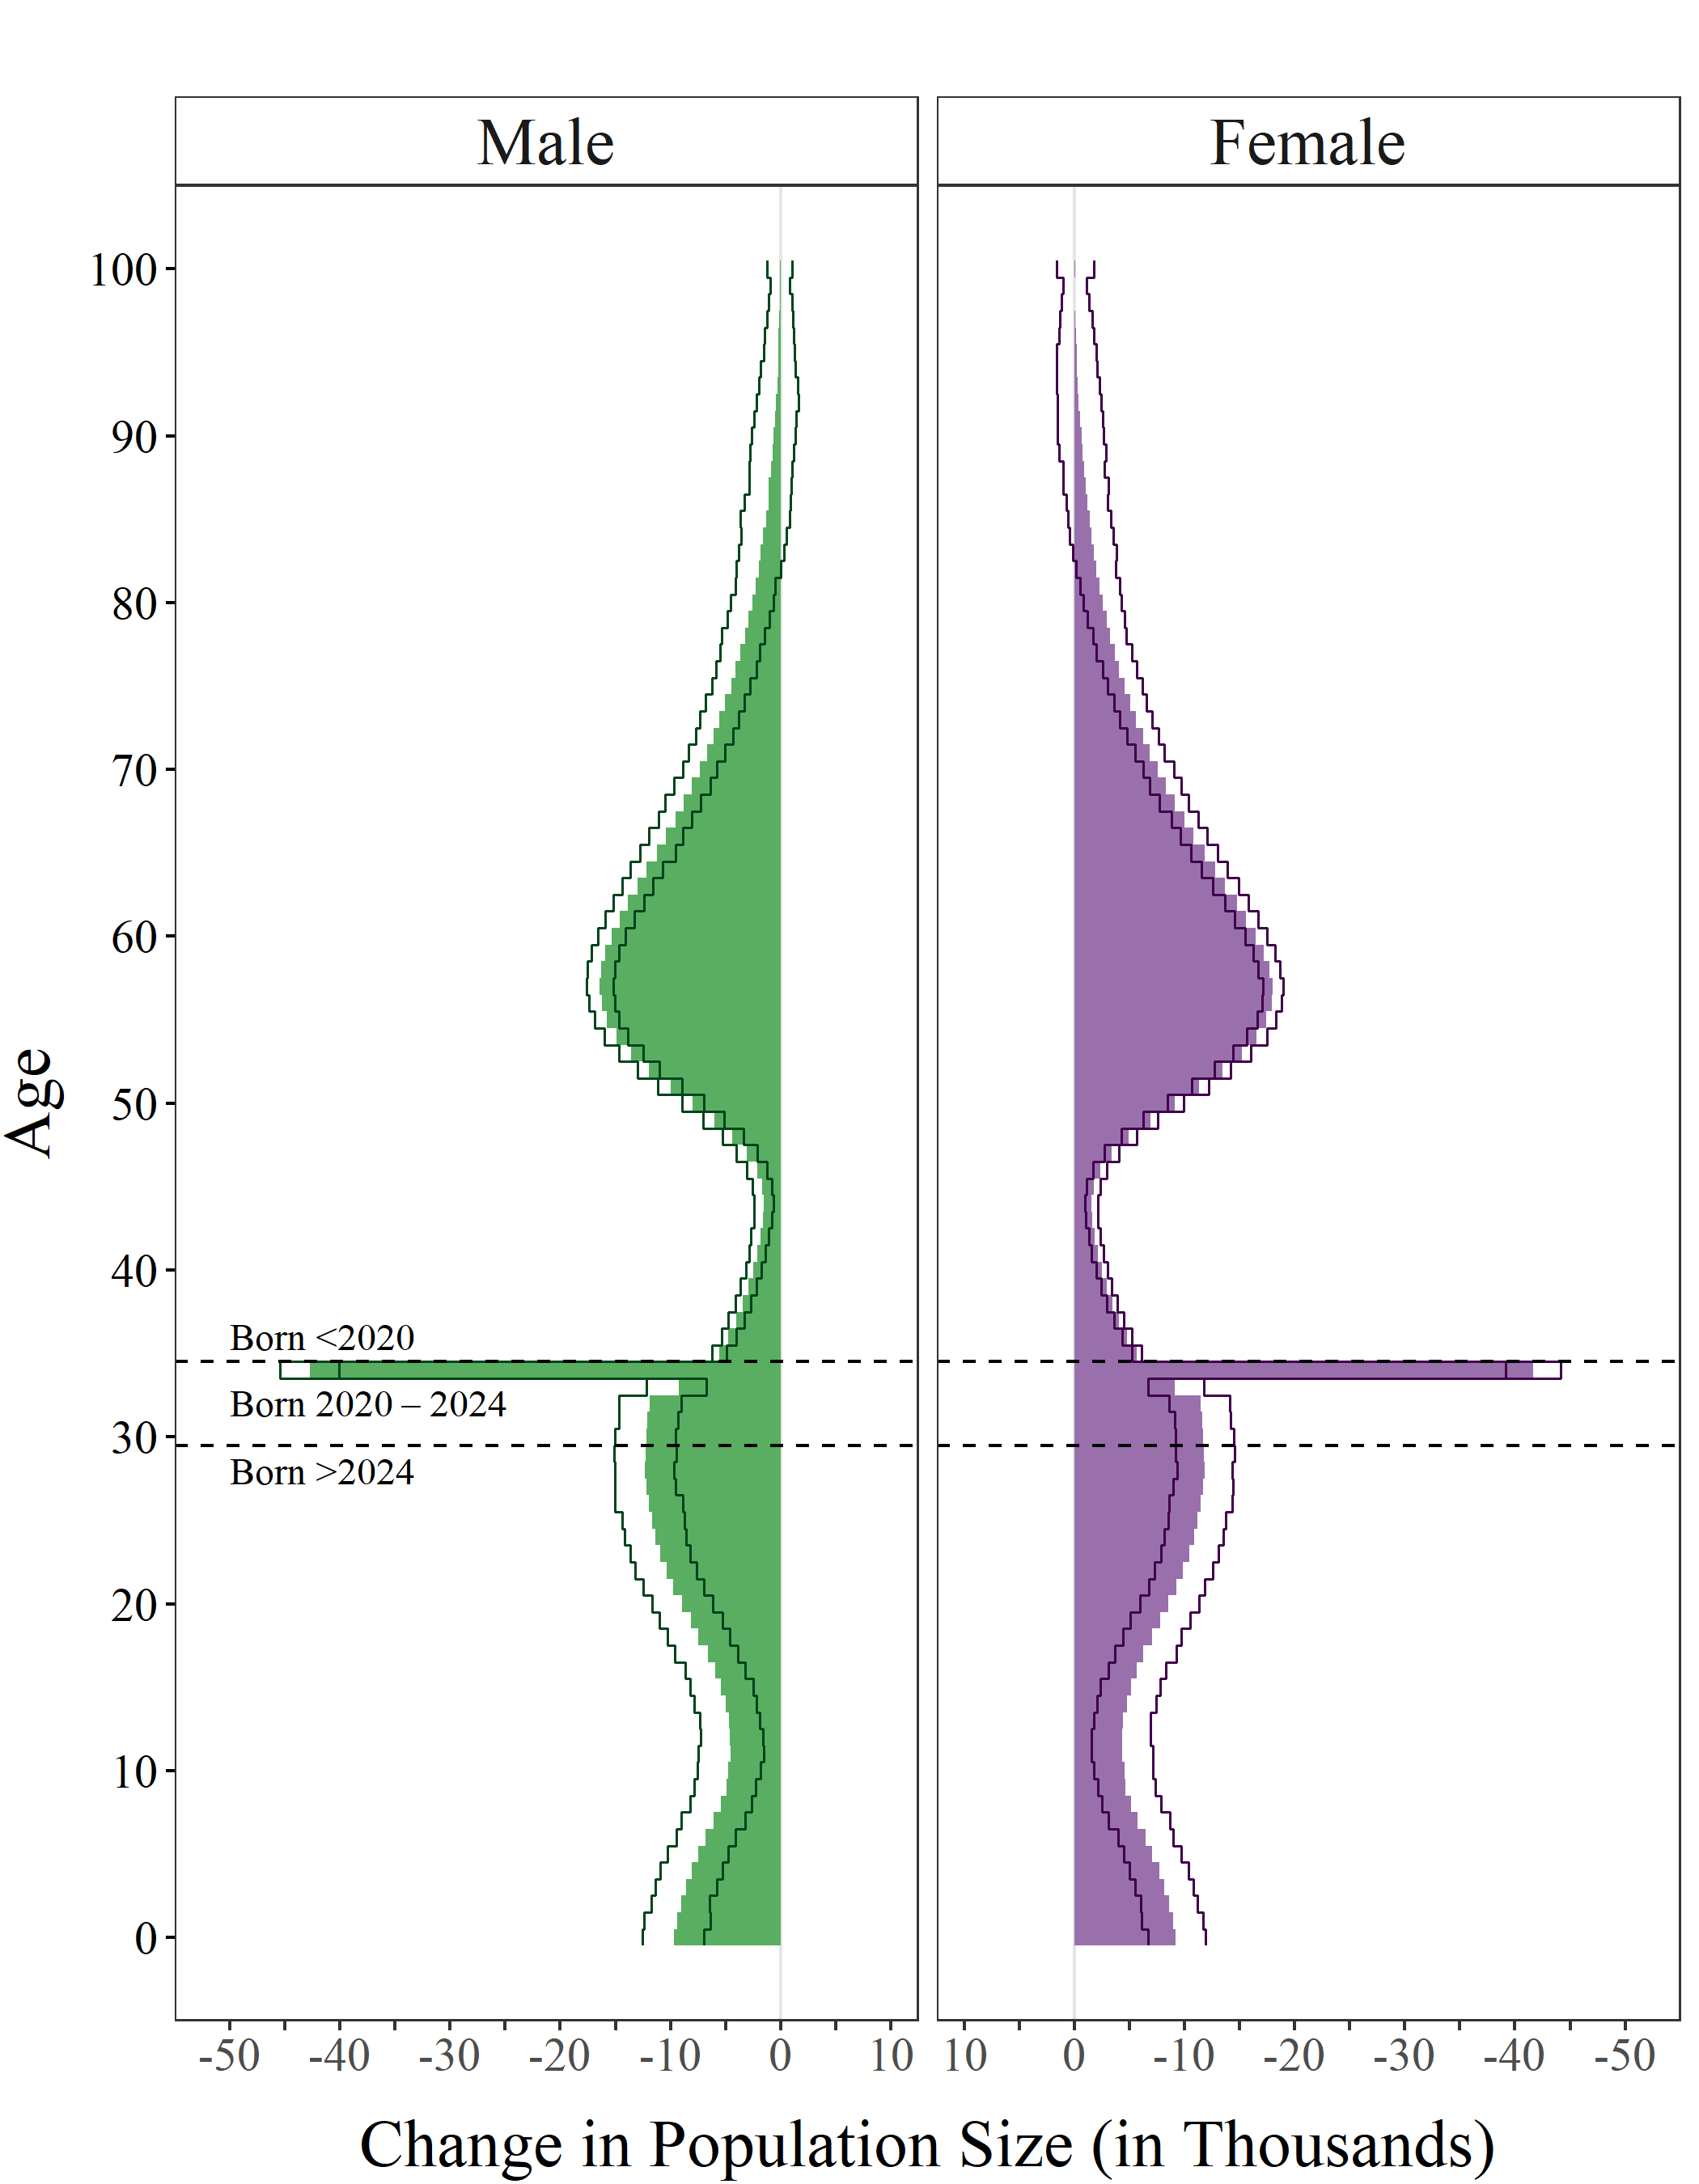 Male
Female
100
90
80
70
60
50
40
30
20
10
0
Age
Born <2020
Born 2020 – 2024
Born >2024
-50 -40 -30 -20 -10 0 10
10 0 -10 -20 -30 -40 -50
Change in Population Size (in Thousands)